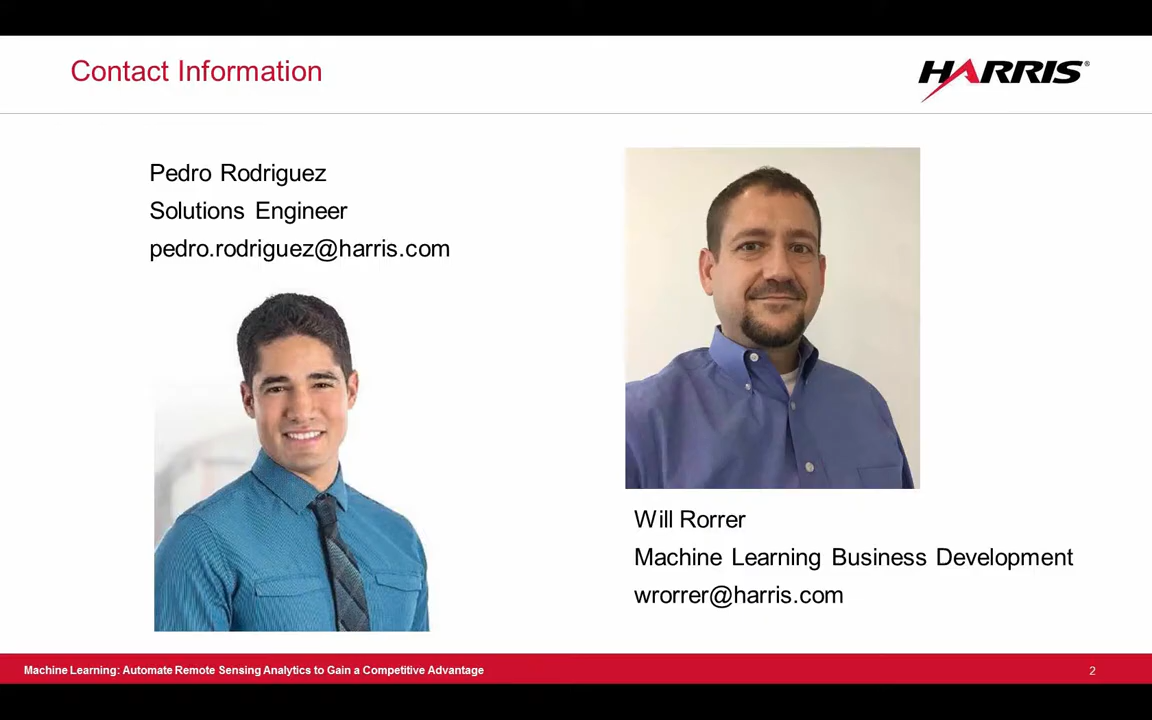 Contact Information
HARRIS®
Pedro Rodriguez
Solutions Engineer
pedro.rodriguez@harris.com
Will Rorrer
Machine Learning Business Development
wrorrer@harris.com
Machine Learning: Automate Remote Sensing Analytics to Gain a Competitive Advantage
2